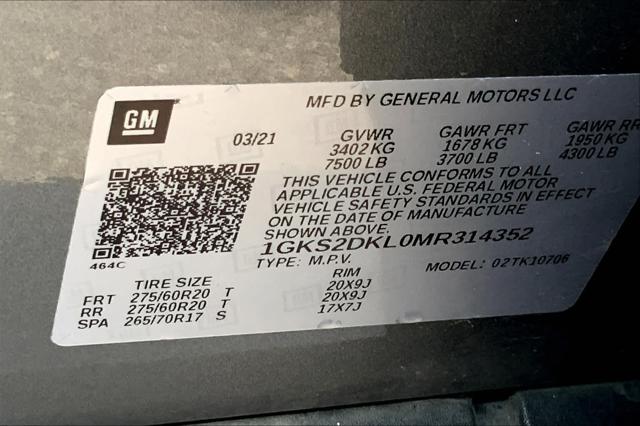 GM
MFD BY GENERAL MOTORS LLC
03/21 GVWR GAWR FRT GAWR RR
3402 KG 1678 KG 1950 KG
7500 LB 3700 LB 4300 LB
THIS VEHICLE CONFORMS TO ALL
APPLICABLE U.S. FEDERAL MOTOR
VEHICLE SAFETY STANDARDS IN EFFECT
ON THE DATE OF MANUFACTURE
SHOWN ABOVE.
1GKS2DKL0MR314352
464C
TYPE: M.P.V. MODEL: 02TK10706
TIRE SIZE RIM
FRT 275/60R20 T 20X9J
RR 275/60R20 T 20X9J
SPA 265/70R17 S 17X7J